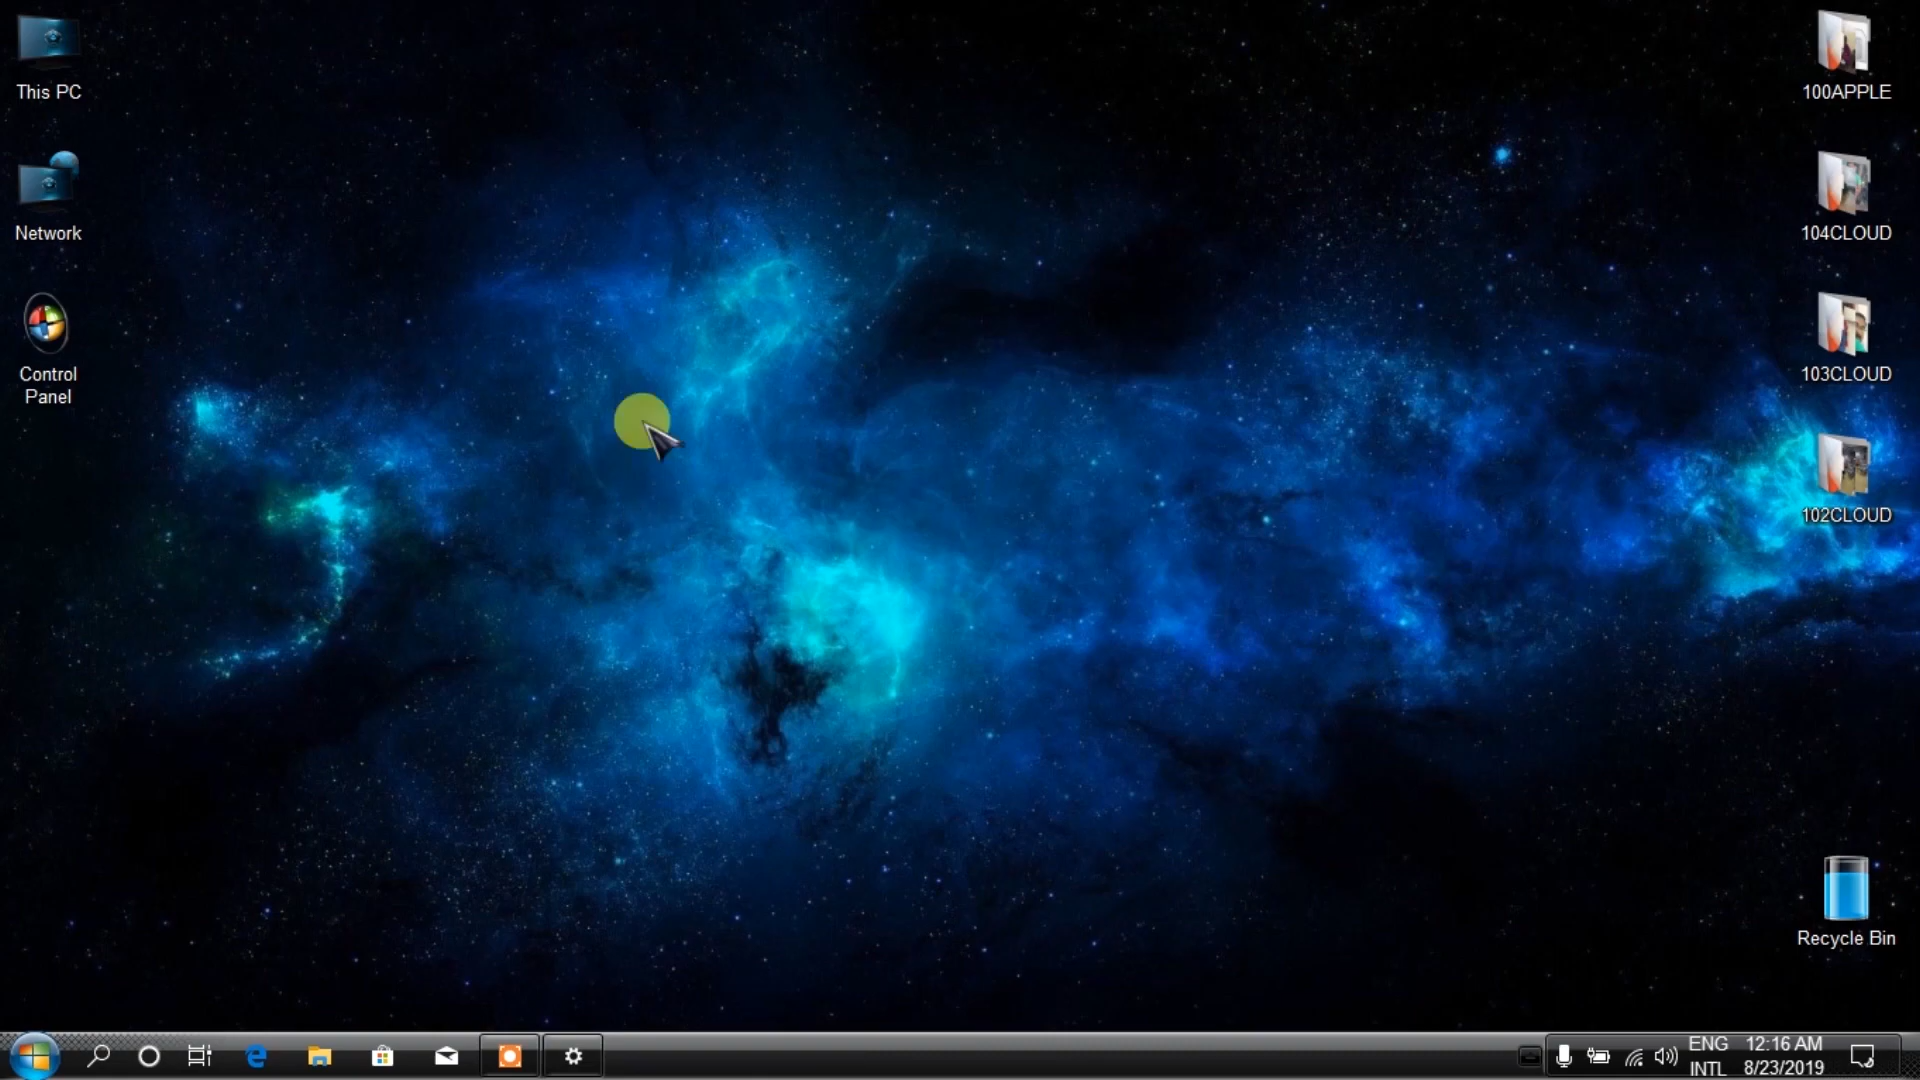 This PC
Network
Control
Panel
100APPLE
104CLOUD
103CLOUD
102CLOUD
Recycle Bin
ENG
INTL
12:16 AM
8/23/2019